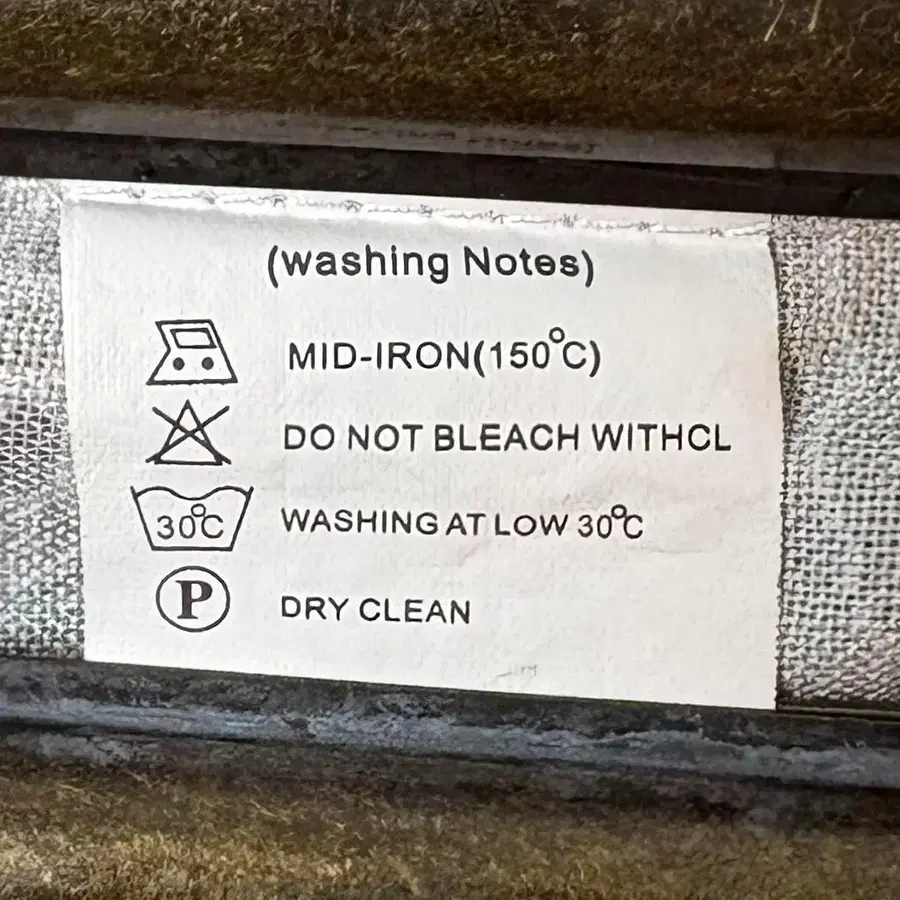 (washing Notes)
MID-IRON(150°C)
DO NOT BLEACH WITHCL
30°C WASHING AT LOW 30°C
P DRY CLEAN